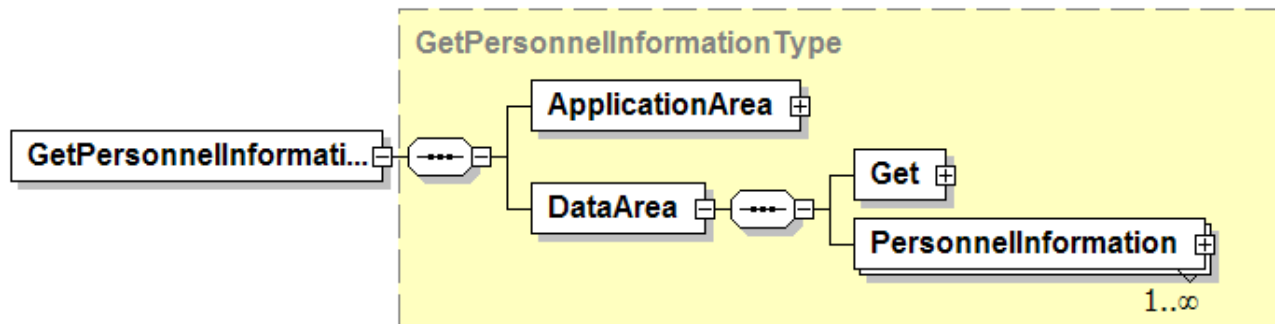 GetPersonnelInformationType
ApplicationArea
GetPersonnelInformati...
DataArea
Get
PersonnelInformation
1..∞